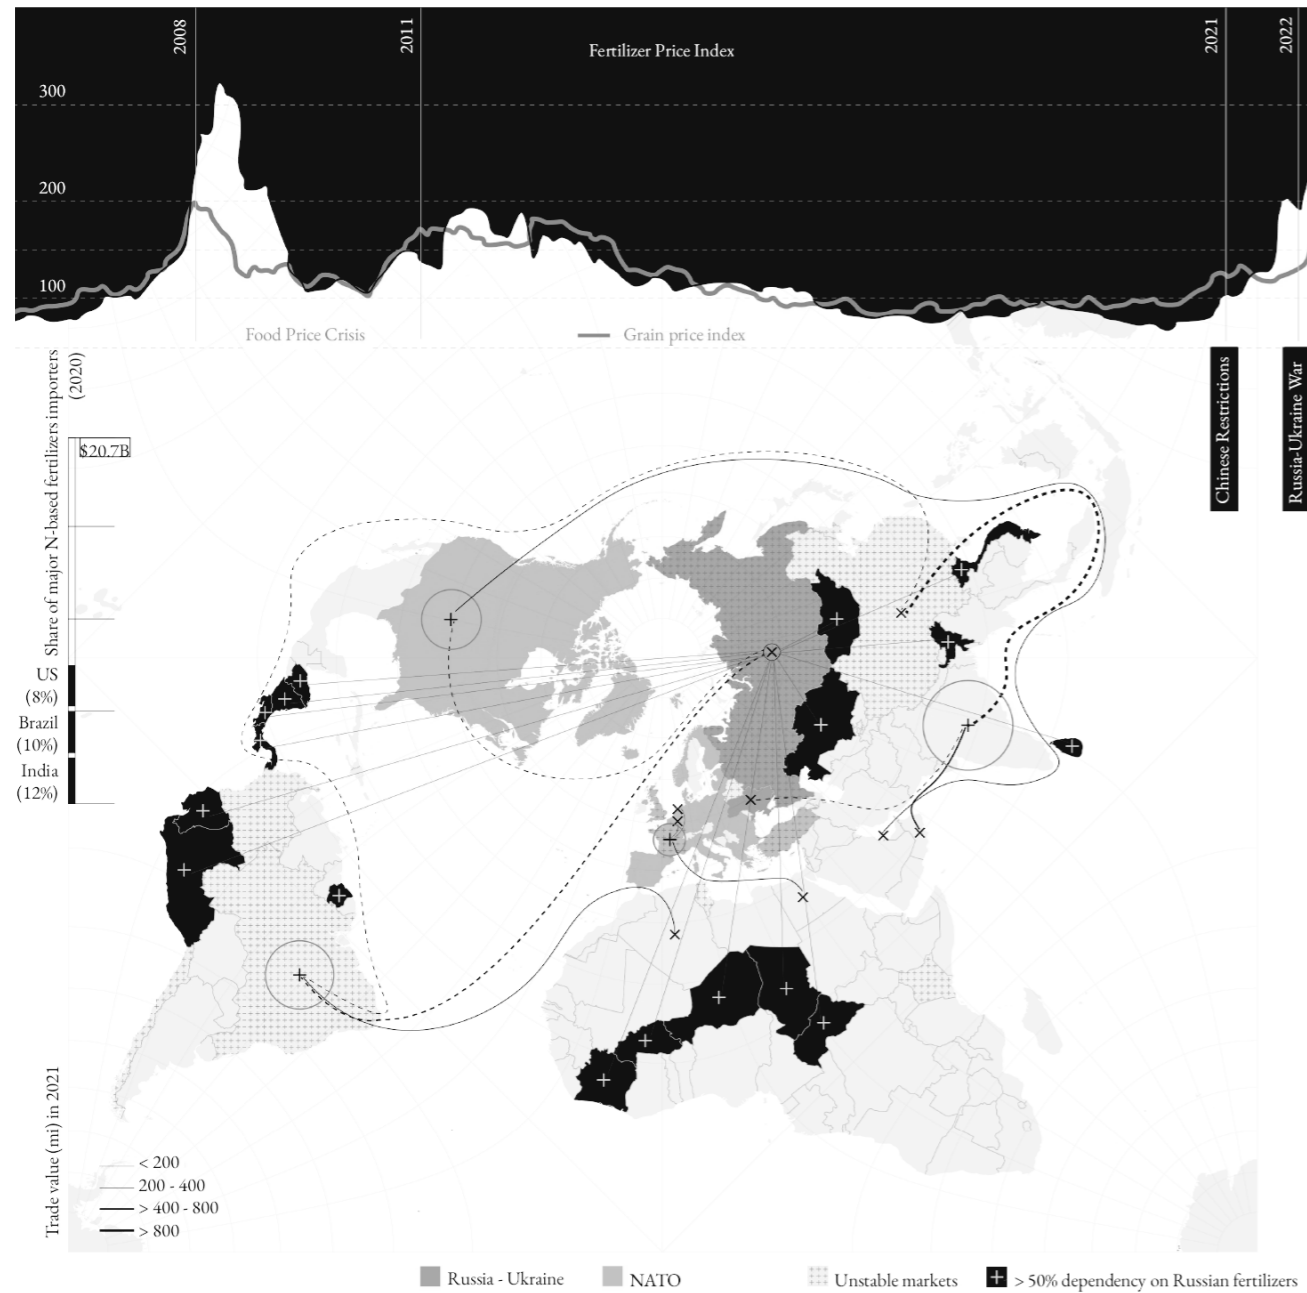 2008
2011
Fertilizer Price Index
2021
2022
300
200
100
Food Price Crisis
Grain price index
Chinese Restrictions
Russia-Ukraine War
Share of major N-based fertilizers importers
(2020)
$20.7B
US
(8%)
Brazil
(10%)
India
(12%)
Trade value (mi) in 2021
< 200
200 - 400
> 400 - 800
> 800
Russia - Ukraine
NATO
Unstable markets
> 50% dependency on Russian fertilizers